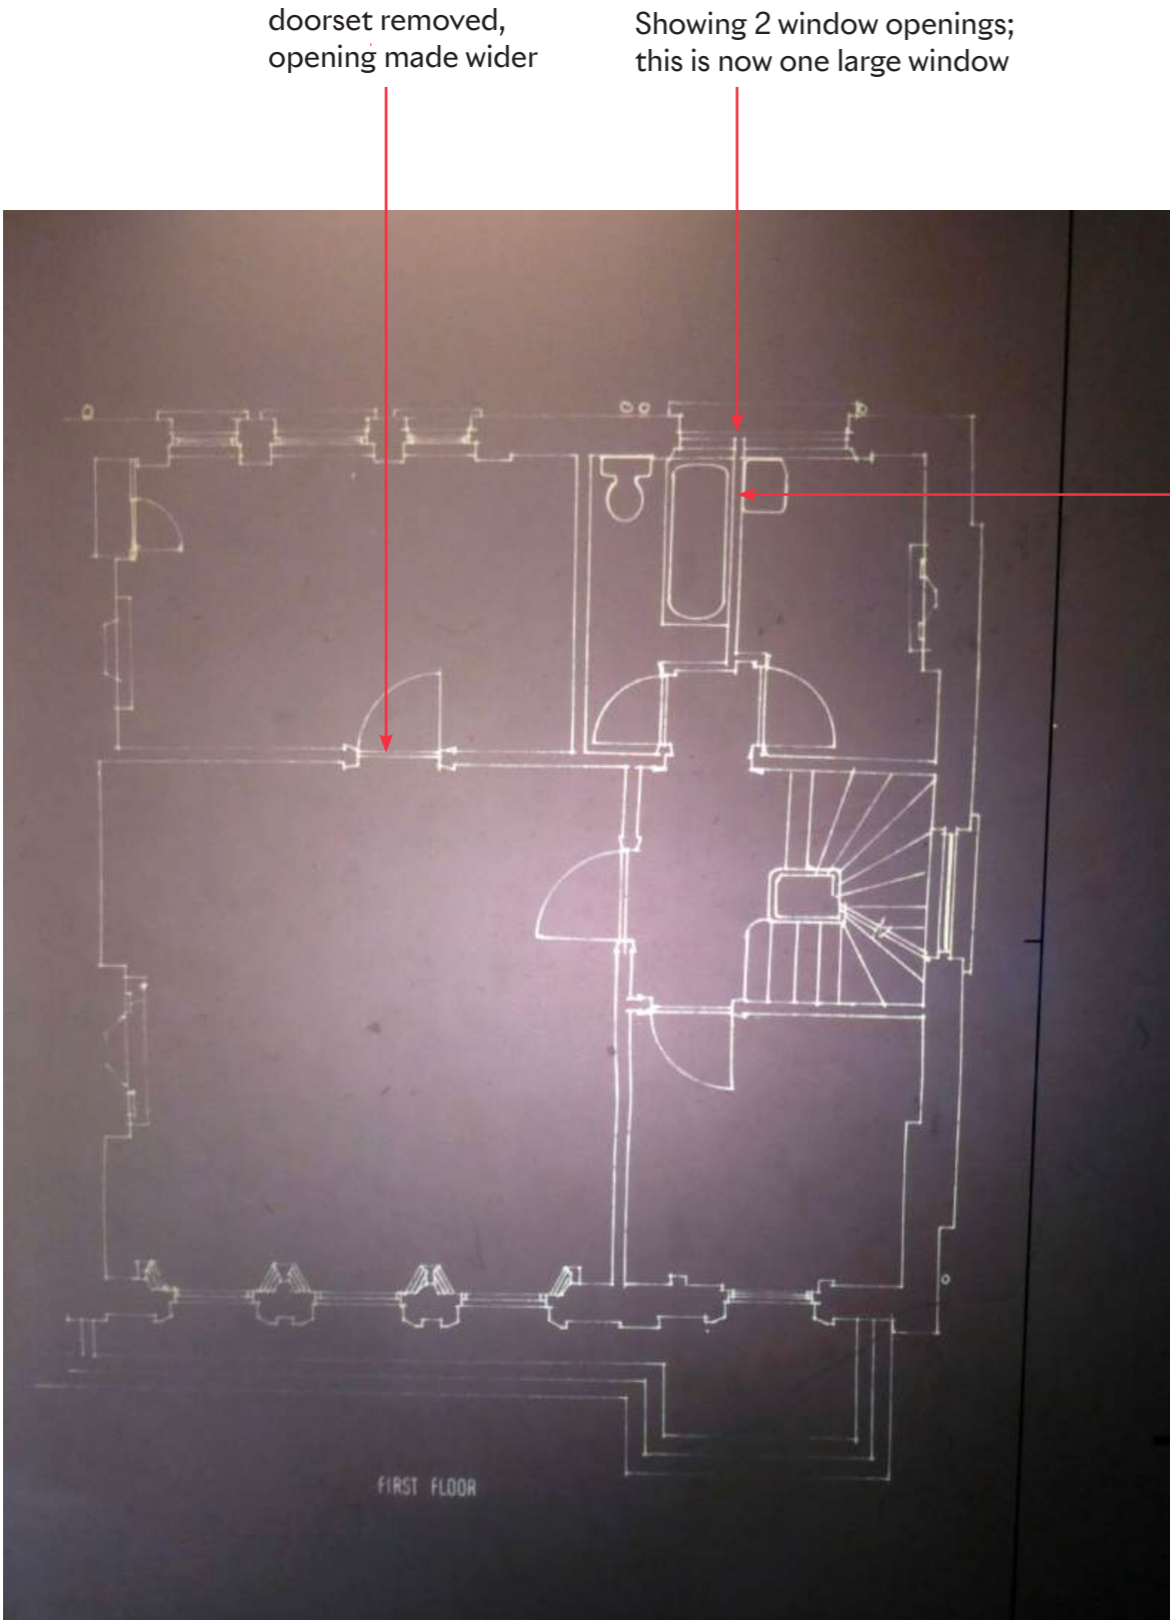 doorset removed,
opening made wider
Showing 2 window openings;
this is now one large window
FIRST FLOOR